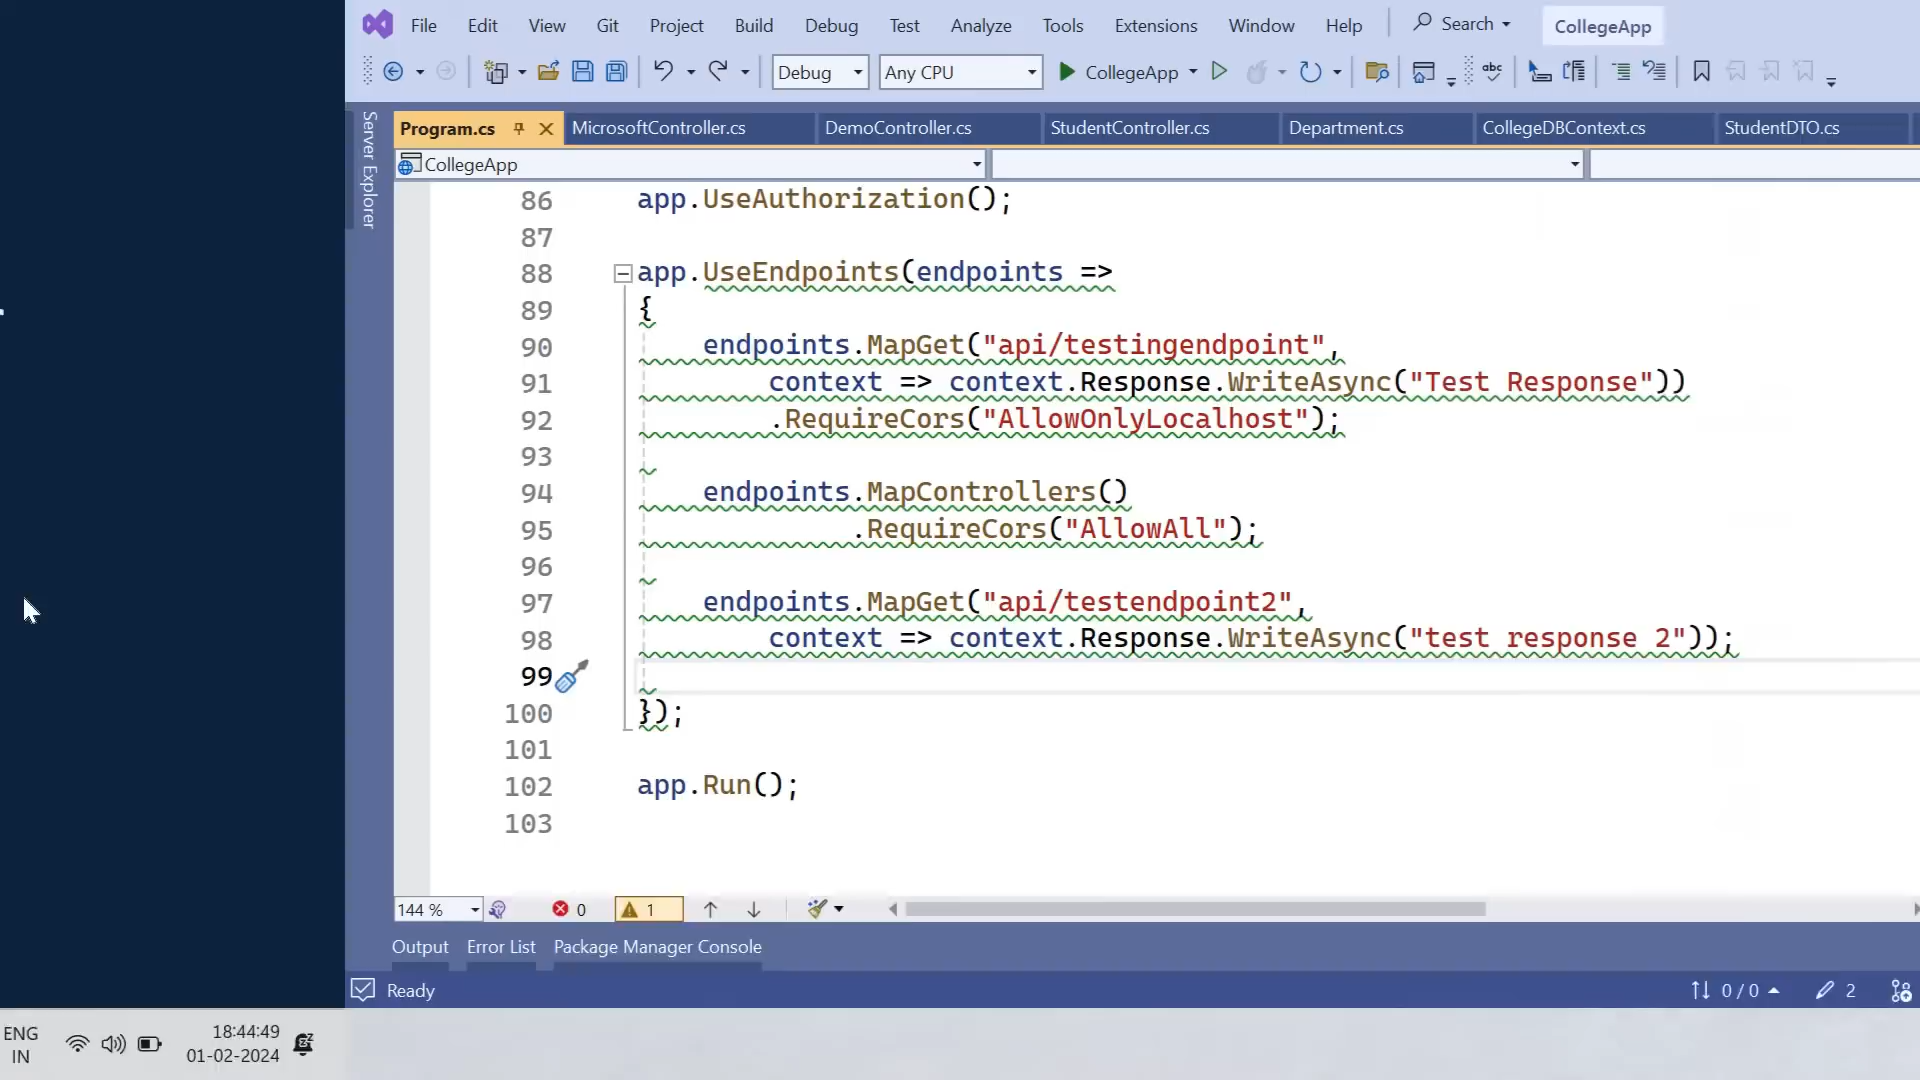 File Edit View Git Project Build Debug Test Analyze Tools Extensions Window Help Search CollegeApp
Debug Any CPU CollegeApp
Server Explorer
Program.cs MicrosoftController.cs DemoController.cs StudentController.cs Department.cs CollegeDBContext.cs StudentDTO.cs
CollegeApp
86 app.UseAuthorization();
87
88 app.UseEndpoints(endpoints =>
89 {
90 endpoints.MapGet("api/testingendpoint",
91 context => context.Response.WriteAsync("Test Response"))
92 .RequireCors("AllowOnlyLocalhost");
93
94 endpoints.MapControllers()
95 .RequireCors("AllowAll");
96
97 endpoints.MapGet("api/testendpoint2",
98 context => context.Response.WriteAsync("test response 2"));
99
100 });
101
102 app.Run();
103
144 % 0 1
Output Error List Package Manager Console
Ready 0 / 0 2
ENG
IN
18:44:49
01-02-2024